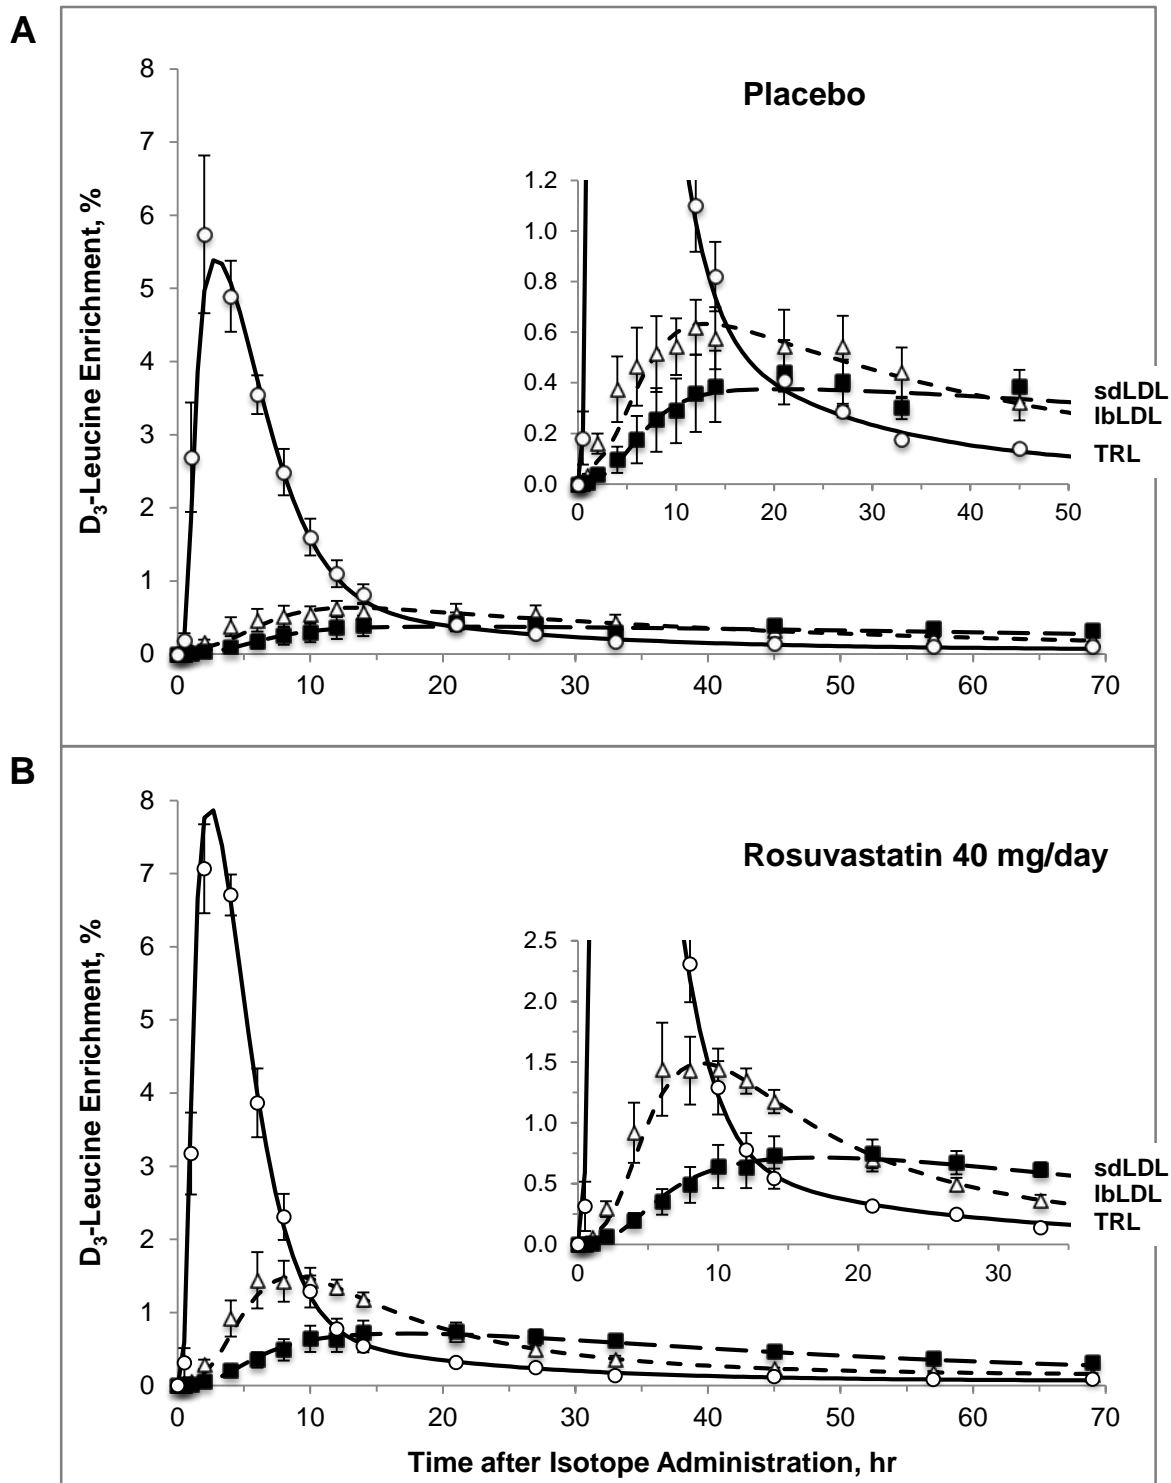 A
Placebo
D3-Leucine Enrichment, %
8
7
6
5
4
3
2
1
0
0 10 20 30 40 50 60 70
1.2
1.0
0.8
0.6
0.4
0.2
0.0
0 10 20 30 40 50
sdLDL
lbLDL
TRL
B
Rosuvastatin 40 mg/day
D3-Leucine Enrichment, %
8
7
6
5
4
3
2
1
0
0 10 20 30 40 50 60 70
2.5
2.0
1.5
1.0
0.5
0.0
0 10 20 30
sdLDL
lbLDL
TRL
Time after Isotope Administration, hr